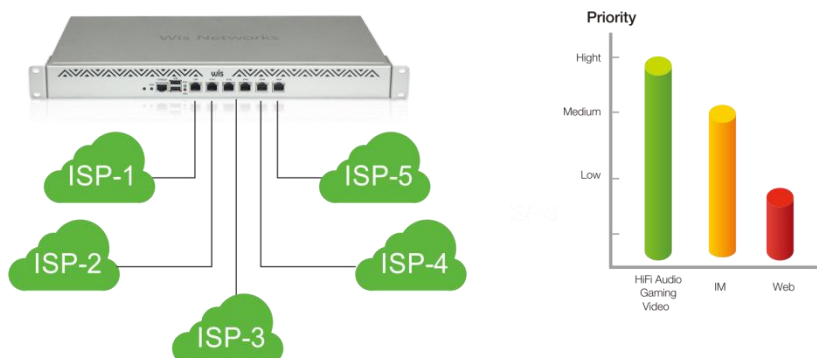 Wis Networks
wis
ISP-1
ISP-5
ISP-2
ISP-4
ISP-3
Priority
Hight
Medium
Low
HiFi Audio
Gaming
Video
IM
Web